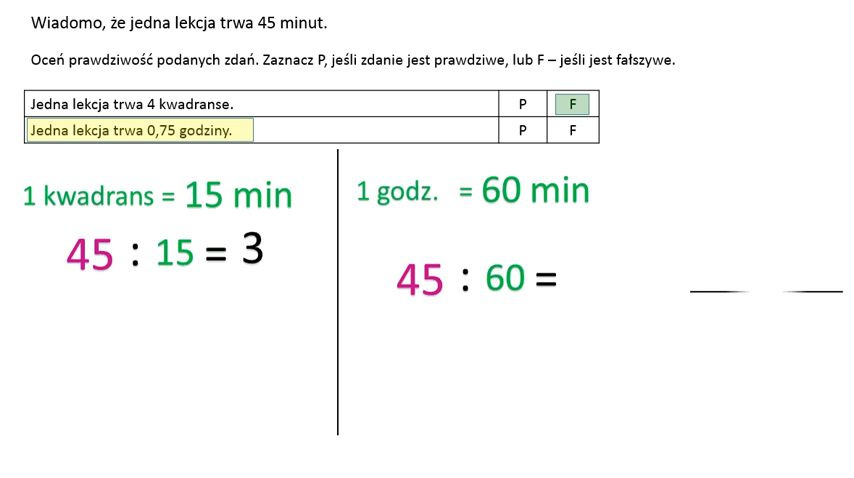 Wiadomo, że jedna lekcja trwa 45 minut.
Oceń prawdziwość podanych zdań. Zaznacz P, jeśli zdanie jest prawdziwe, lub F – jeśli jest fałszywe.
Jedna lekcja trwa 4 kwadranse. P F
Jedna lekcja trwa 0,75 godziny. P F
1 kwadrans = 15 min
45 : 15 = 3
1 godz. = 60 min
45 : 60 =